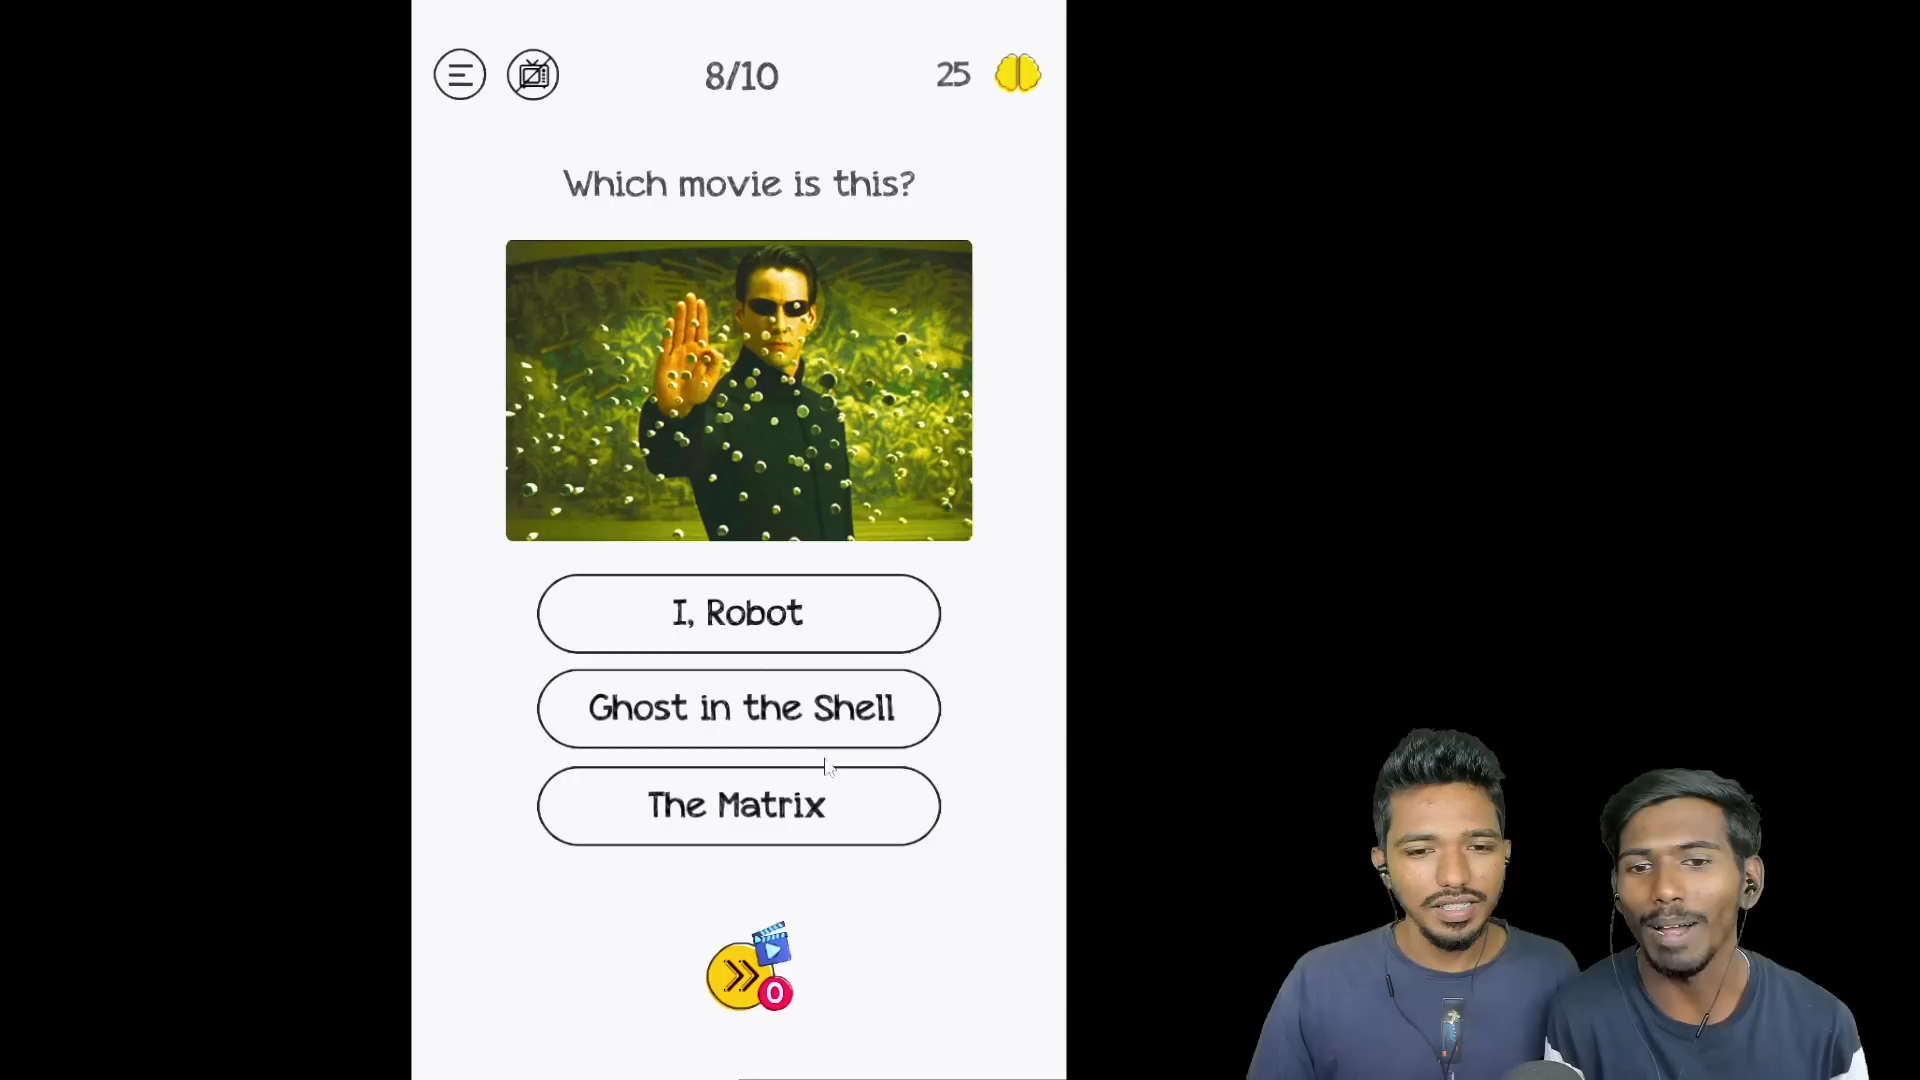 8/10
25
Which movie is this?
I, Robot
Ghost in the Shell
The Matrix
0